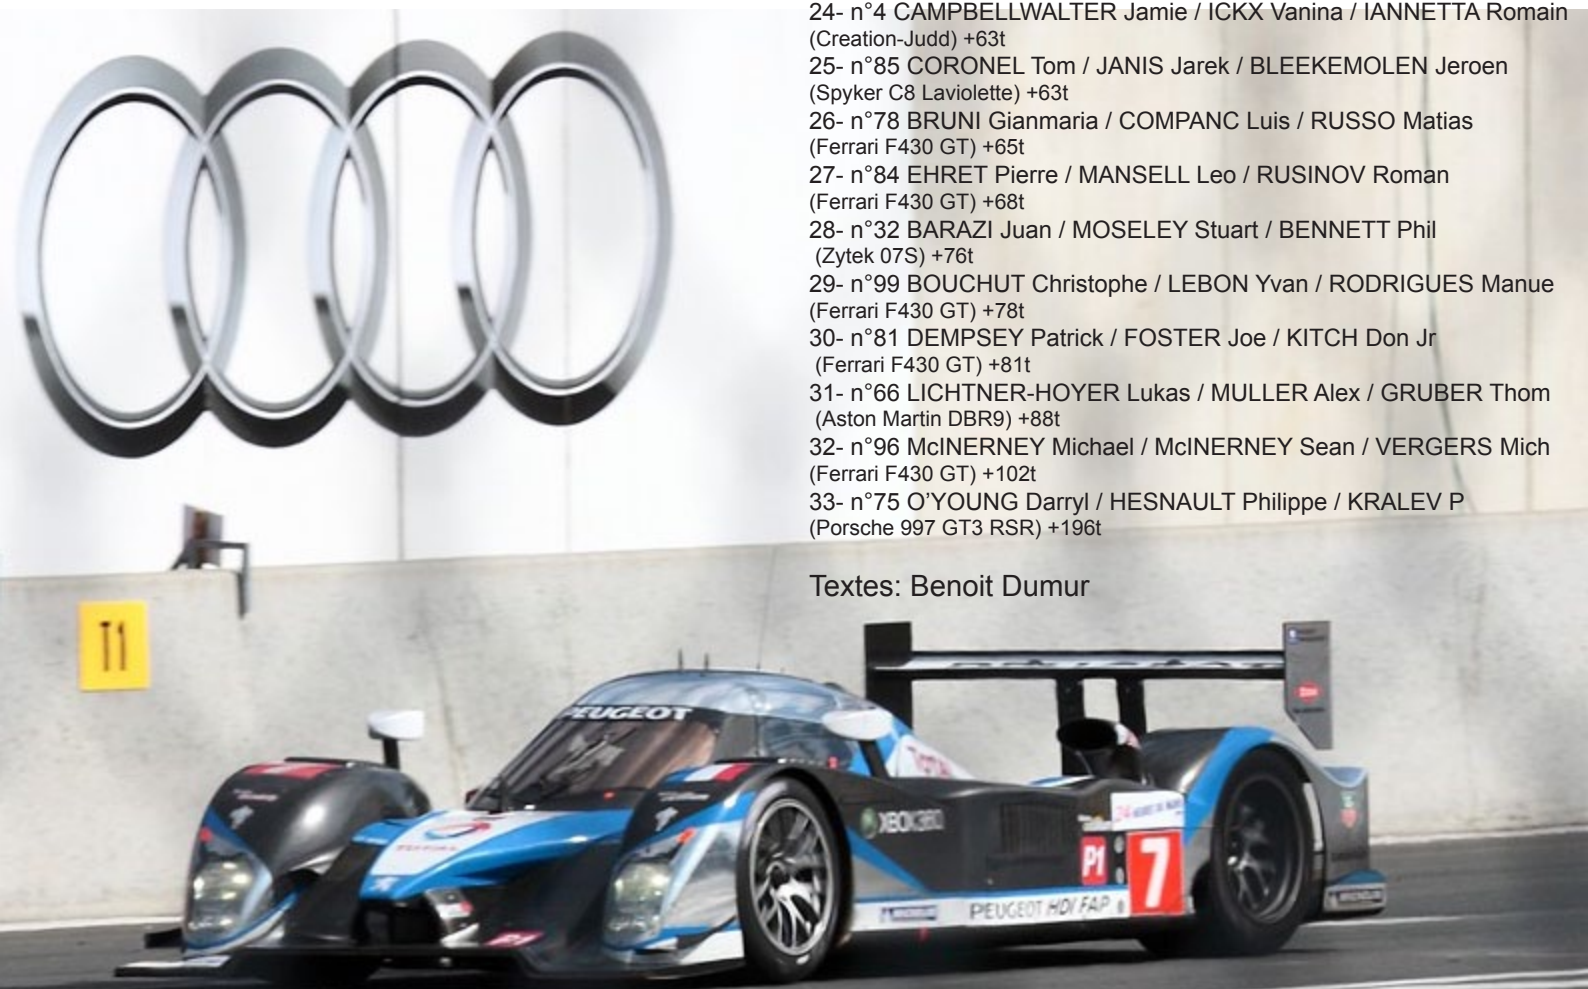 24- n°4 CAMPBELLWALTER Jamie / ICKX Vanina / IANNETTA Romain
(Creation-Judd) +63t
25- n°85 CORONEL Tom / JANIS Jarek / BLEEKEMOLEN Jeroen
(Spyker C8 Laviolette) +63t
26- n°78 BRUNI Gianmaria / COMPANC Luis / RUSSO Matias
(Ferrari F430 GT) +65t
27- n°84 EHRET Pierre / MANSELL Leo / RUSINOV Roman
(Ferrari F430 GT) +68t
28- n°32 BARAZI Juan / MOSELEY Stuart / BENNETT Phil
(Zytek 07S) +76t
29- n°99 BOUCHUT Christophe / LEBON Yvan / RODRIGUES Manue
(Ferrari F430 GT) +78t
30- n°81 DEMPSEY Patrick / FOSTER Joe / KITCH Don Jr
(Ferrari F430 GT) +81t
31- n°66 LICHTNER-HOYER Lukas / MULLER Alex / GRUBER Thom
(Aston Martin DBR9) +88t
32- n°96 McINERNEY Michael / McINERNEY Sean / VERGERS Mich
(Ferrari F430 GT) +102t
33- n°75 O’YOUNG Darryl / HESNAULT Philippe / KRALEV P
(Porsche 997 GT3 RSR) +196t
Textes: Benoit Dumur
T1
PEUGEOT
TOTAL
XBOX360
TOTAL
P1
7
MICHELIN
PEUGEOT HDI FAP
P1